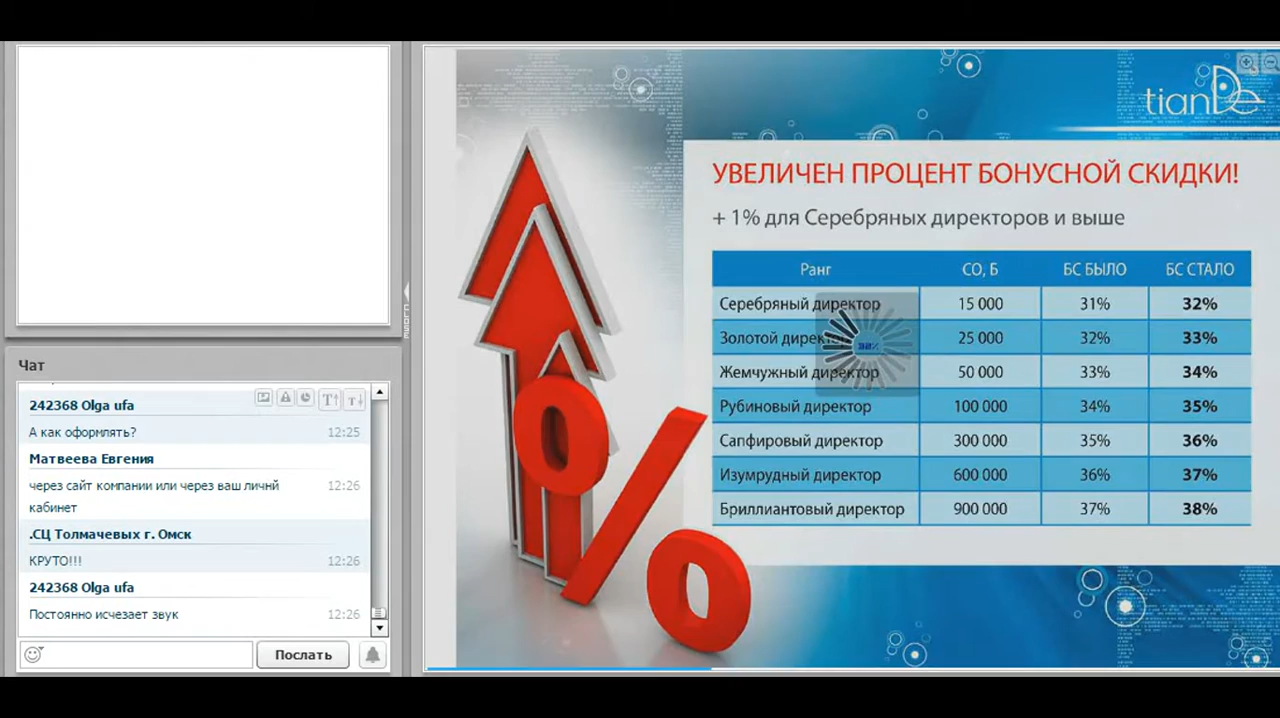 Чат
242368 Olga ufa
А как оформлять? 12:25
Матвеева Евгения
через сайт компании или через ваш личнй 12:26
кабинет
.СЦ Толмачевых г. Омск
КРУТО!!! 12:26
242368 Olga ufa
Постоянно исчезает звук 12:26
Послать
tianDe
УВЕЛИЧЕН ПРОЦЕНТ БОНУСНОЙ СКИДКИ!
+ 1% для Серебряных директоров и выше
Ранг СО, Б БС БЫЛО БС СТАЛО
Серебряный директор 15 000 31% 32%
Золотой директор 25 000 32% 33%
Жемчужный директор 50 000 33% 34%
Рубиновый директор 100 000 34% 35%
Сапфировый директор 300 000 35% 36%
Изумрудный директор 600 000 36% 37%
Бриллиантовый директор 900 000 37% 38%
%